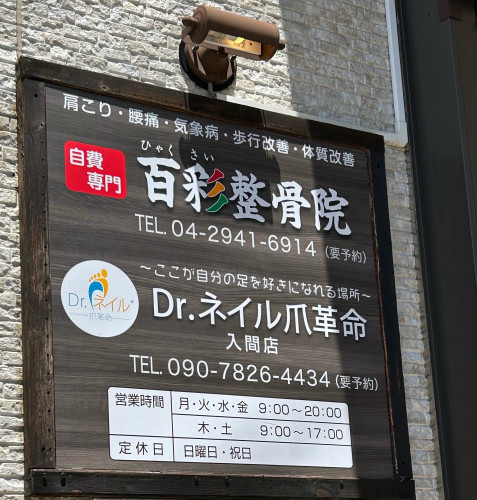 肩こり・腰痛・気象病・歩行改善・体質改善
自費
専門
ひゃく さい
百彩整骨院
TEL. 04-2941-6914 (要予約)
～ここが自分の足を好きになれる場所～
Dr.ネイル
爪革命
Dr.ネイル爪革命
入間店
TEL. 090-7826-4434 (要予約)
営業時間 月・火・水・金 9:00～20:00
木・土 9:00～17:00
定休日 日曜日・祝日